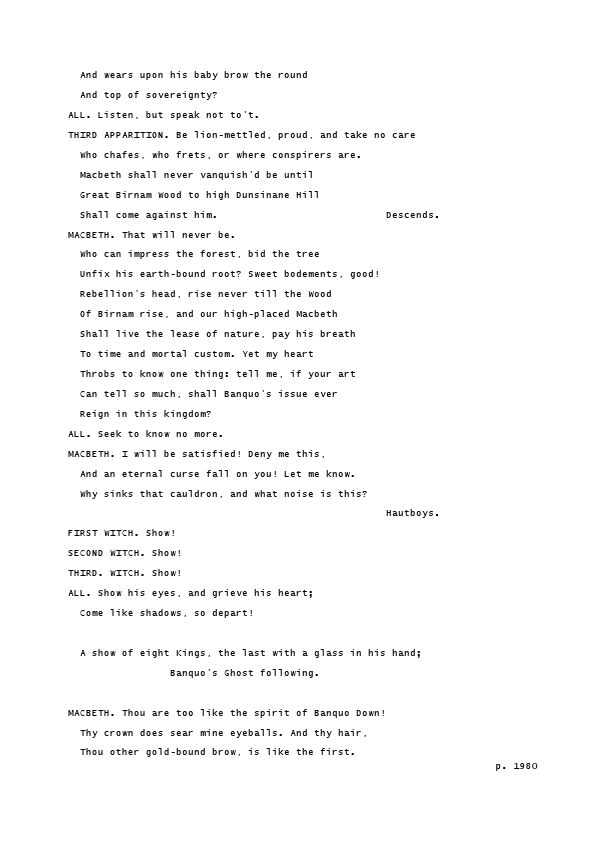 And wears upon his baby brow the round
And top of sovereignty?
ALL. Listen, but speak not to't.
THIRD APPARITION. Be lion-mettled, proud, and take no care
Who chafes, who frets, or where conspirers are.
Macbeth shall never vanquish'd be until
Great Birnam Wood to high Dunsinane Hill
Shall come against him. Descends.
MACBETH. That will never be.
Who can impress the forest, bid the tree
Unfix his earth-bound root? Sweet bodements, good!
Rebellion's head, rise never till the Wood
Of Birnam rise, and our high-placed Macbeth
Shall live the lease of nature, pay his breath
To time and mortal custom. Yet my heart
Throbs to know one thing: tell me, if your art
Can tell so much, shall Banquo's issue ever
Reign in this kingdom?
ALL. Seek to know no more.
MACBETH. I will be satisfied! Deny me this,
And an eternal curse fall on you! Let me know.
Why sinks that cauldron, and what noise is this?
Hautboys.
FIRST WITCH. Show!
SECOND WITCH. Show!
THIRD. WITCH. Show!
ALL. Show his eyes, and grieve his heart;
Come like shadows, so depart!
A show of eight Kings, the last with a glass in his hand;
Banquo's Ghost following.
MACBETH. Thou are too like the spirit of Banquo Down!
Thy crown does sear mine eyeballs. And thy hair,
Thou other gold-bound brow, is like the first.
p. 1980